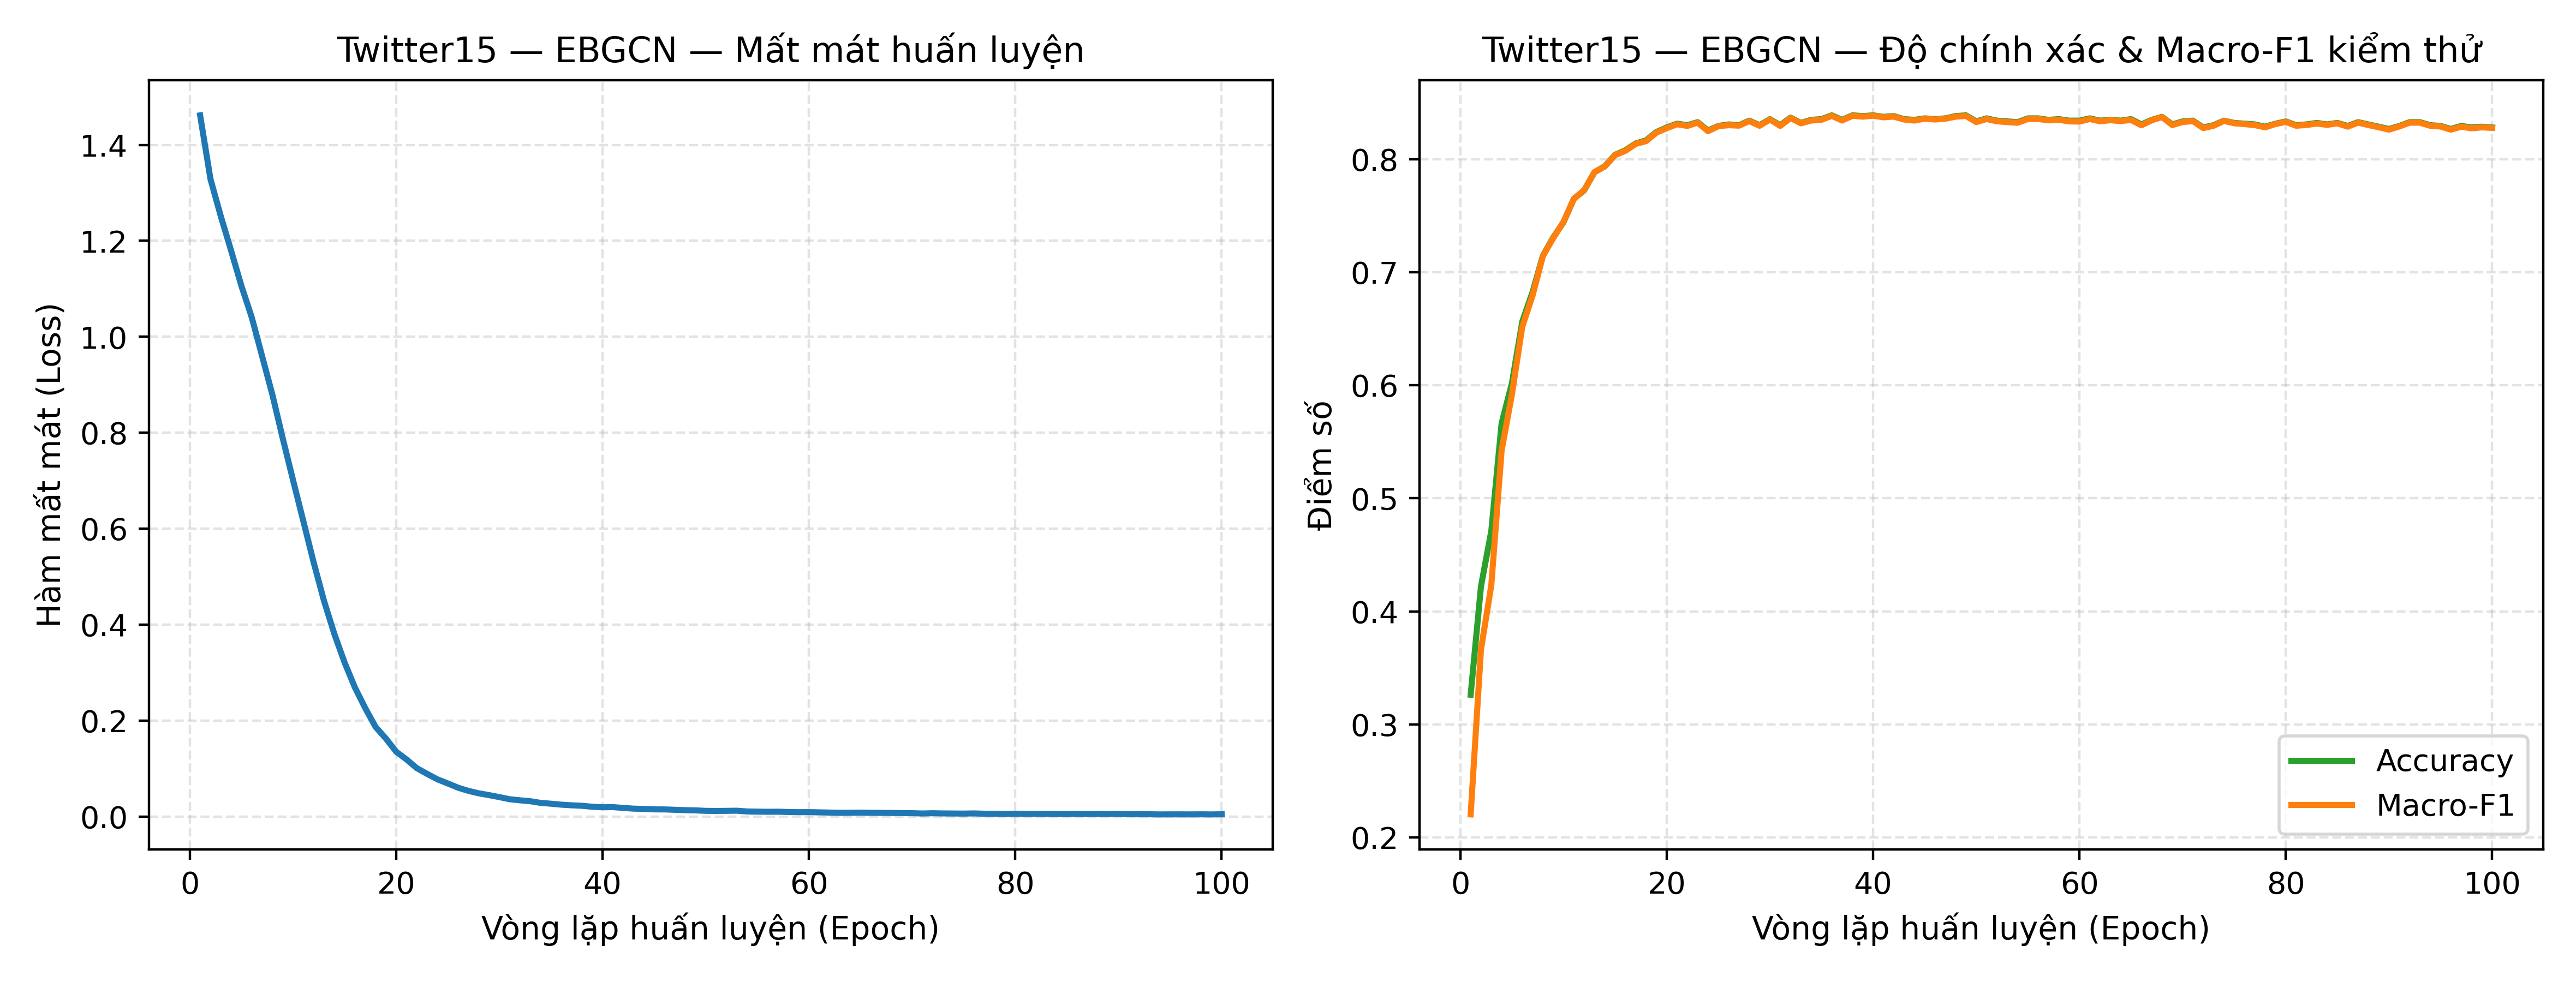 Twitter15 — EBGCN — Mất mát huấn luyện
Hàm mất mát (Loss)
1.4
1.2
1.0
0.8
0.6
0.4
0.2
0.0
0 20 40 60 80 100
Vòng lặp huấn luyện (Epoch)
Twitter15 — EBGCN — Độ chính xác & Macro-F1 kiểm thử
Điểm số
0.8
0.7
0.6
0.5
0.4
0.3
0.2
Accuracy
Macro-F1
0 20 40 60 80 100
Vòng lặp huấn luyện (Epoch)